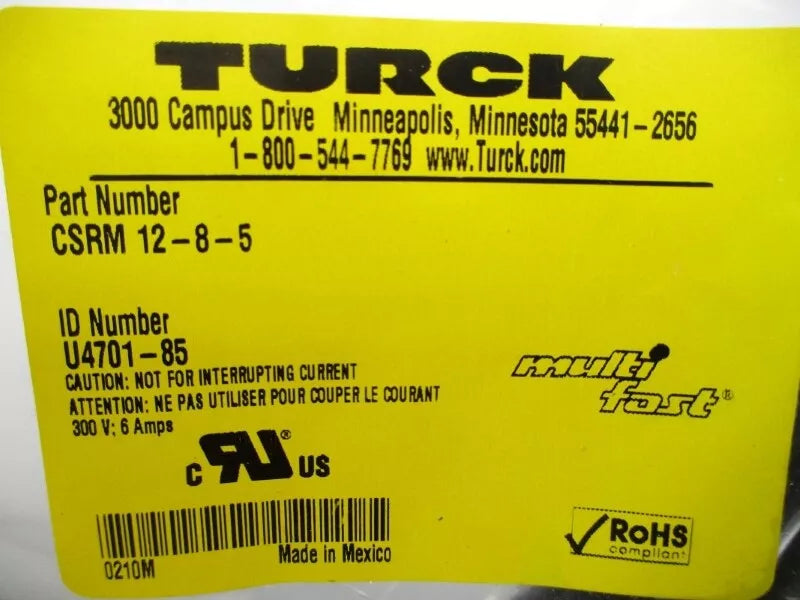 TURCK
3000 Campus Drive Minneapolis, Minnesota 55441-2656
1-800-544-7769 www.Turck.com
Part Number
CSRM 12-8-5
ID Number
U4701-85
CAUTION: NOT FOR INTERRUPTING CURRENT
ATTENTION: NE PAS UTILISER POUR COUPER LE COURANT
300 V; 6 Amps
multi
fast®
C RU® US
Made in Mexico
0210M
RoHS
compliant